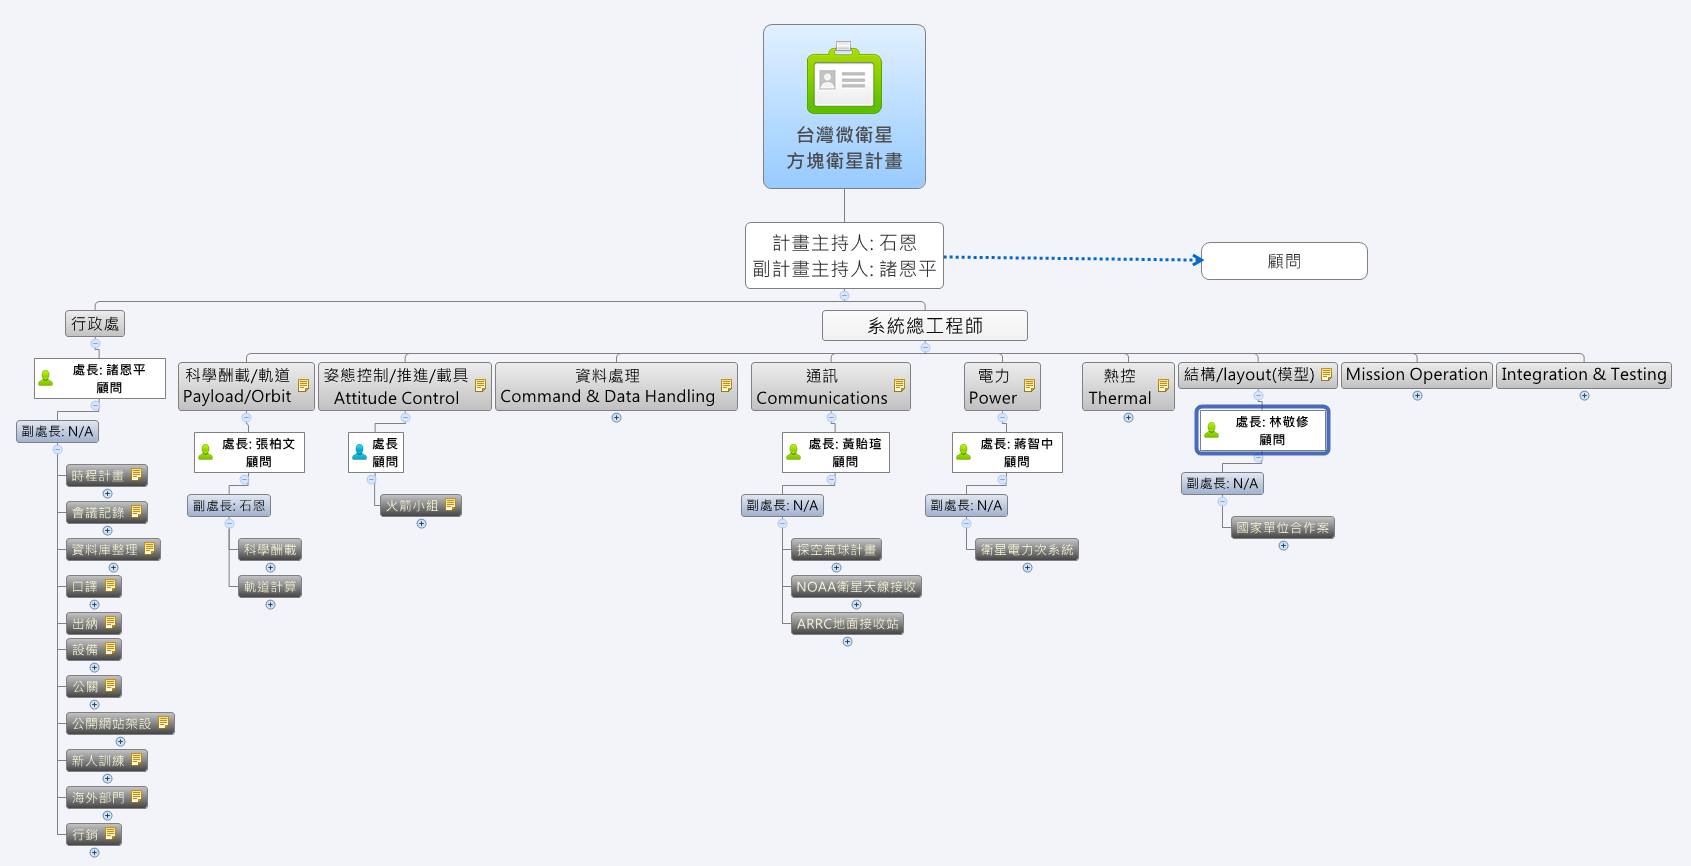 台灣微衛星
方塊衛星計畫
計畫主持人: 石恩
副計畫主持人: 諸恩平
顧問
行政處
系統總工程師
處長: 諸恩平
顧問
副處長: N/A
時程計畫
會議記錄
資料庫整理
口譯
出納
設備
公關
公開網站架設
新人訓練
海外部門
行銷
科學酬載/軌道
Payload/Orbit
處長: 張柏文
顧問
副處長: 石恩
科學酬載
軌道計算
姿態控制/推進/載具
Attitude Control
處長
顧問
火箭小組
資料處理
Command & Data Handling
通訊
Communications
處長: 黃貽瑄
顧問
副處長: N/A
探空氣球計畫
NOAA衛星天線接收
ARRC地面接收站
電力
Power
處長: 蔣智中
顧問
副處長: N/A
衛星電力次系統
熱控
Thermal
結構/layout(模型)
處長: 林敬修
顧問
副處長: N/A
國家單位合作案
Mission Operation
Integration & Testing